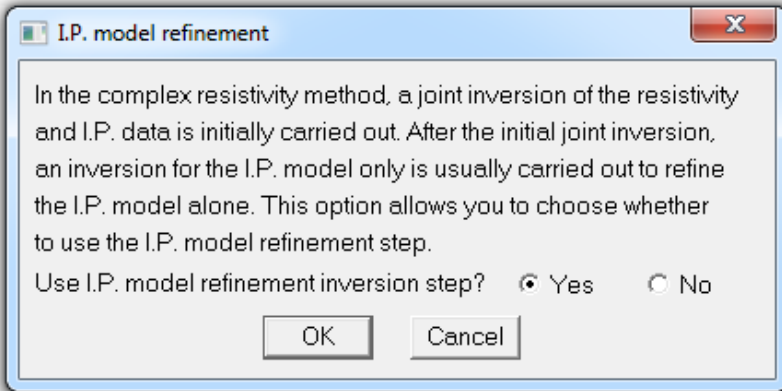 I.P. model refinement
In the complex resistivity method, a joint inversion of the resistivity
and I.P. data is initially carried out. After the initial joint inversion,
an inversion for the I.P. model only is usually carried out to refine
the I.P. model alone. This option allows you to choose whether
to use the I.P. model refinement step.
Use I.P. model refinement inversion step? Yes No
OK Cancel